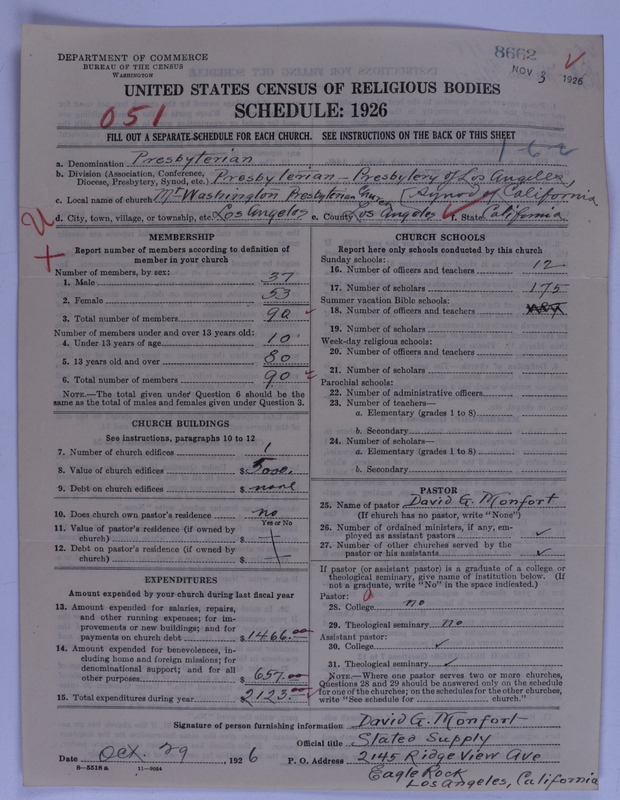 DEPARTMENT OF COMMERCE
BUREAU OF THE CENSUS
WASHINGTON
8662
NOV 3 1926
UNITED STATES CENSUS OF RELIGIOUS BODIES
SCHEDULE: 1926
051
FILL OUT A SEPARATE SCHEDULE FOR EACH CHURCH. SEE INSTRUCTIONS ON THE BACK OF THIS SHEET
1-6-2
a. Denomination Presbyterian
b. Division (Association, Conference, Diocese, Presbytery, Synod, etc.) Presbyterian - Presbytery of Los Angeles,
c. Local name of church Mt Washington Presbyterian (Synod of California
d. City, town, village, or township, etc. Los Angeles e. County Los Angeles f. State California
MEMBERSHIP
Report number of members according to definition of
member in your church
Number of members, by sex:
1. Male 37
2. Female 53
3. Total number of members 90
Number of members under and over 13 years old:
4. Under 13 years of age 10
5. 13 years old and over 80
6. Total number of members 90
NOTE.—The total given under Question 6 should be
same as the total of males and females given under Question 3.
CHURCH BUILDINGS
See instructions, paragraphs 10 to 12
7. Number of church edifices 1
8. Value of church edifices $ 5000.
9. Debt on church edifices $ none
10. Does church own pastor's residence no
Yes or No
11. Value of pastor's residence (if owned by
church) $
12. Debt on pastor's residence (if owned by
church) $
EXPENDITURES
Amount expended by your church during last fiscal year
13. Amount expended for salaries, repairs,
and other running expenses; for im-
provements or new buildings; and for
payments on church debt $ 1466.00
14. Amount expended for benevolences, in-
cluding home and foreign missions; for
denominational support; and for all
other purposes $ 657.00
15. Total expenditures during year $ 2123.00
CHURCH SCHOOLS
Report here only schools conducted by this church
Sunday schools:
16. Number of officers and teachers 12
17. Number of scholars 175
Summer vacation Bible schools:
18. Number of officers and teachers
19. Number of scholars
Week-day religious schools:
20. Number of officers and teachers
21. Number of scholars
Parochial schools:
22. Number of administrative officers
23. Number of teachers—
a. Elementary (grades 1 to 8)
b. Secondary
24. Number of scholars—
a. Elementary (grades 1 to 8)
b. Secondary
PASTOR
25. Name of pastor David G. Monfort
(If church has no pastor, write "None")
26. Number of ordained ministers, if any, em-
ployed as assistant pastors ✓
27. Number of other churches served by the
pastor or his assistants ✓
If pastor (or assistant pastor) is a graduate of a college or
theological seminary, give name of institution below. (If
not a graduate, write "No" in the space indicated.)
Pastor:
28. College no
29. Theological seminary no
Assistant pastor:
30. College ✓
31. Theological seminary ✓
NOTE.—Where one pastor serves two or more churches,
Questions 28 and 29 should be answered only on the schedule
for one of the churches; on the schedules for the other churches,
write "See schedule for church."
Signature of person furnishing information David G. Monfort
Official title Stated Supply
Date Oct. 29, 1926 P. O. Address 2145 Ridge View Ave
Eagle Rock
Los Angeles, California
8—5518 a 11—9064